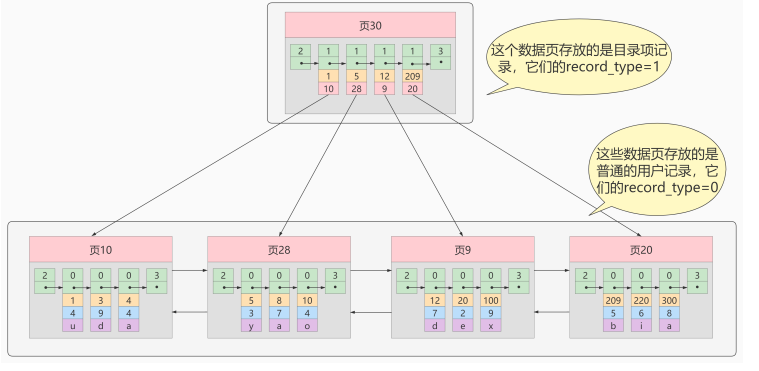 页30
2 1 1 1 1 3
1 5 12 209
10 28 9 20
这个数据页存放的是目录项记
录，它们的record_type=1
这些数据页存放的是
普通的用户记录，它
们的record_type=0
页10
2 0 0 0 3
1 3 4
4 9 4
u d a
页28
2 0 0 0 3
5 8 10
3 7 4
y a o
页9
2 0 0 0 3
12 20 100
7 2 9
d e x
页20
2 0 0 0 3
209 220 300
5 6 8
b i a